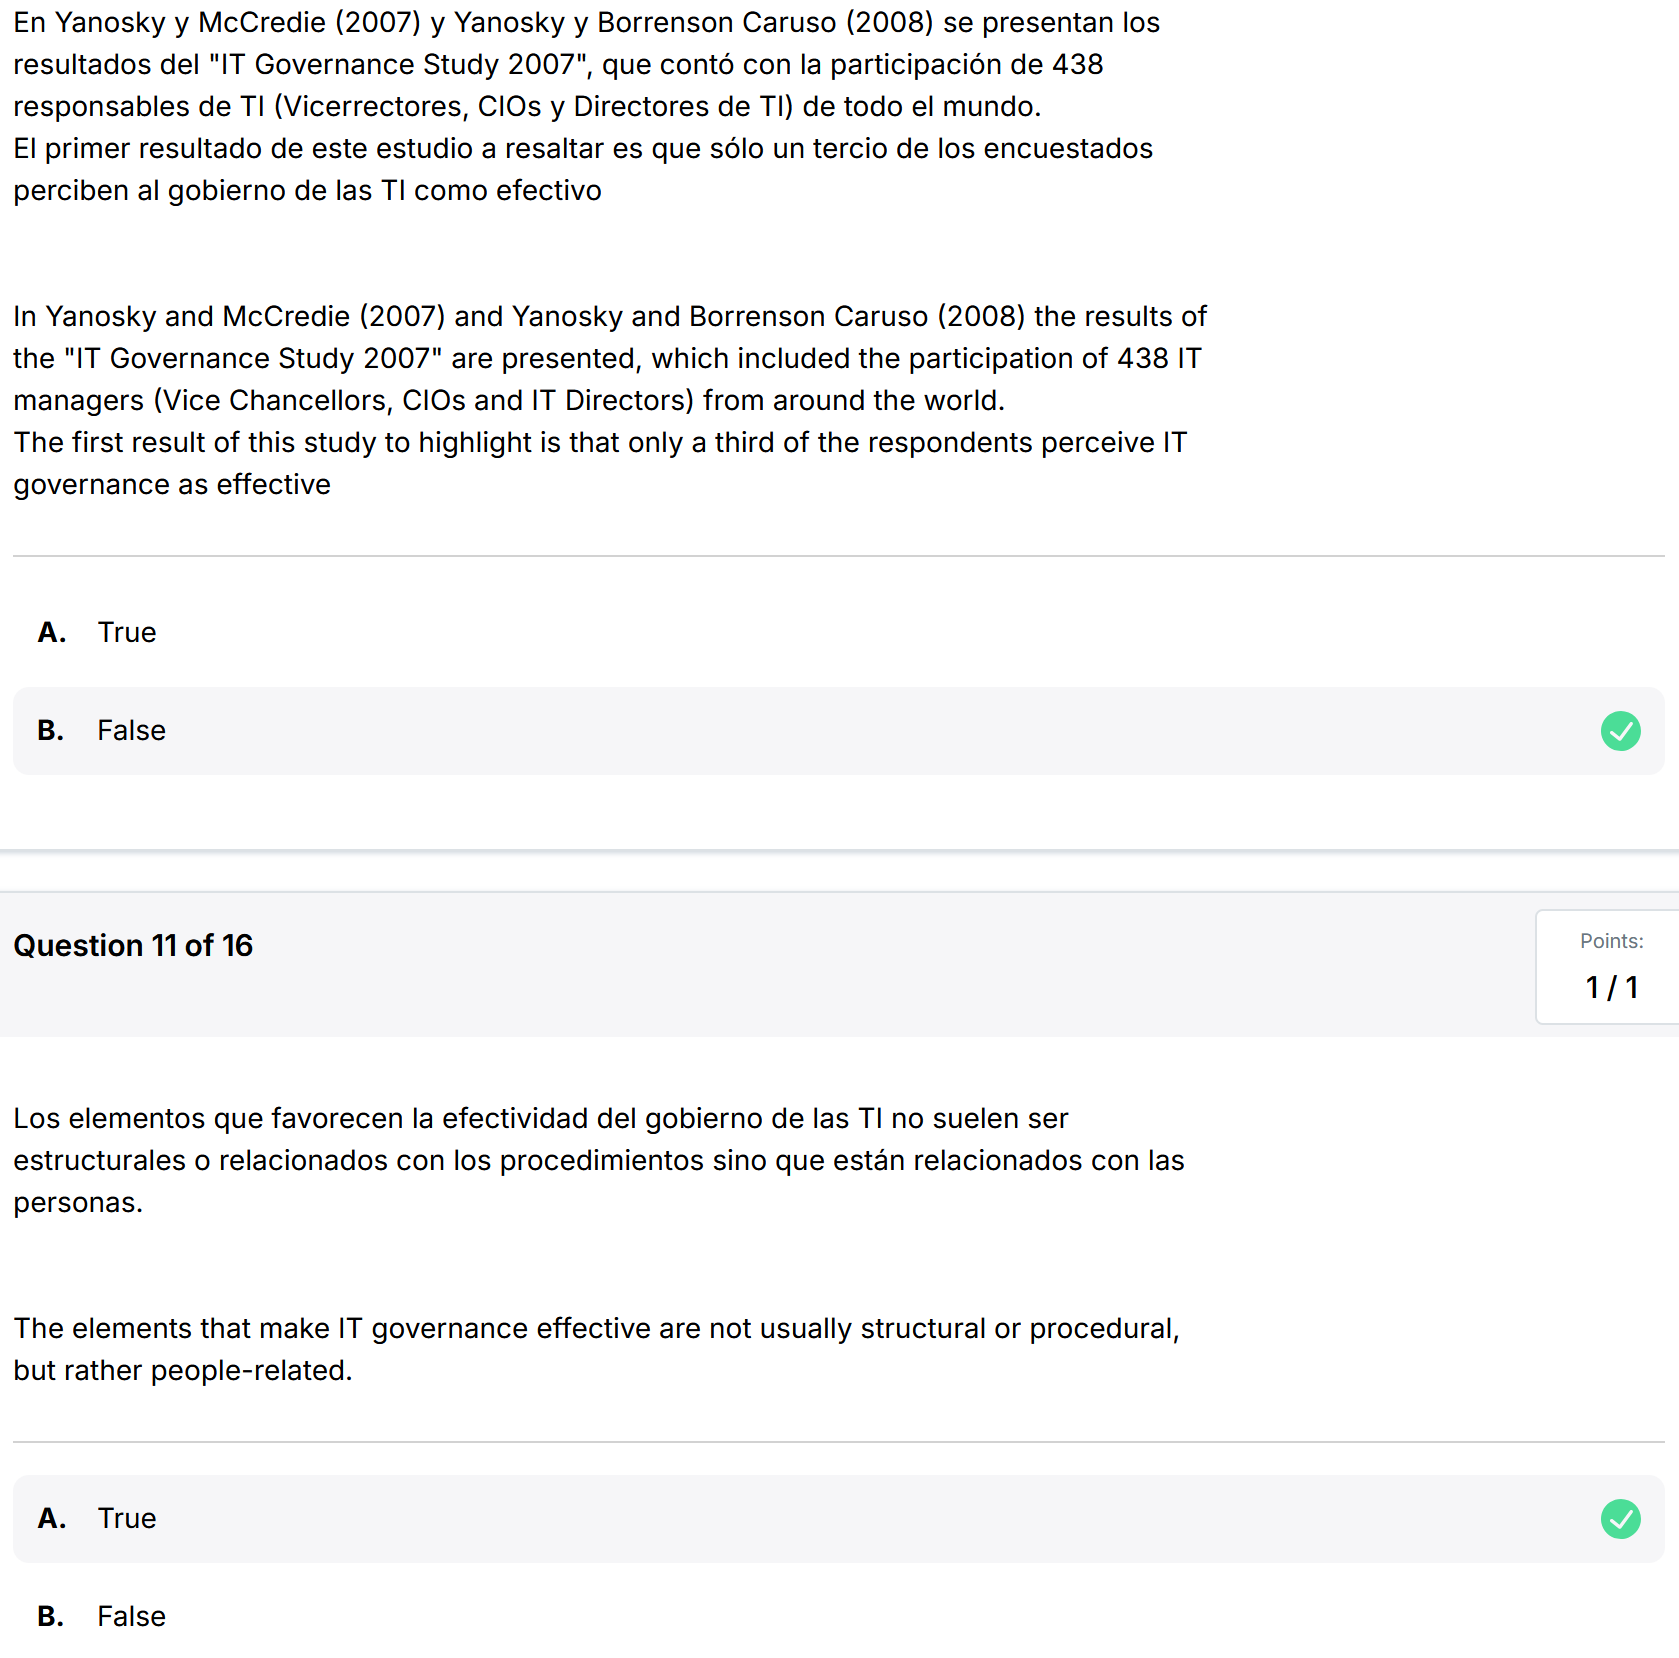 En Yanosky y McCredie (2007) y Yanosky y Borrenson Caruso (2008) se presentan los
resultados del "IT Governance Study 2007", que contó con la participación de 438
responsables de TI (Vicerrectores, CIOs y Directores de TI) de todo el mundo.
El primer resultado de este estudio a resaltar es que sólo un tercio de los encuestados
perciben al gobierno de las TI como efectivo
In Yanosky and McCredie (2007) and Yanosky and Borrenson Caruso (2008) the results of
the "IT Governance Study 2007" are presented, which included the participation of 438 IT
managers (Vice Chancellors, CIOs and IT Directors) from around the world.
The first result of this study to highlight is that only a third of the respondents perceive IT
governance as effective
A. True
B. False
Question 11 of 16
Points:
1 / 1
Los elementos que favorecen la efectividad del gobierno de las TI no suelen ser
estructurales o relacionados con los procedimientos sino que están relacionados con las
personas.
The elements that make IT governance effective are not usually structural or procedural,
but rather people-related.
A. True
B. False